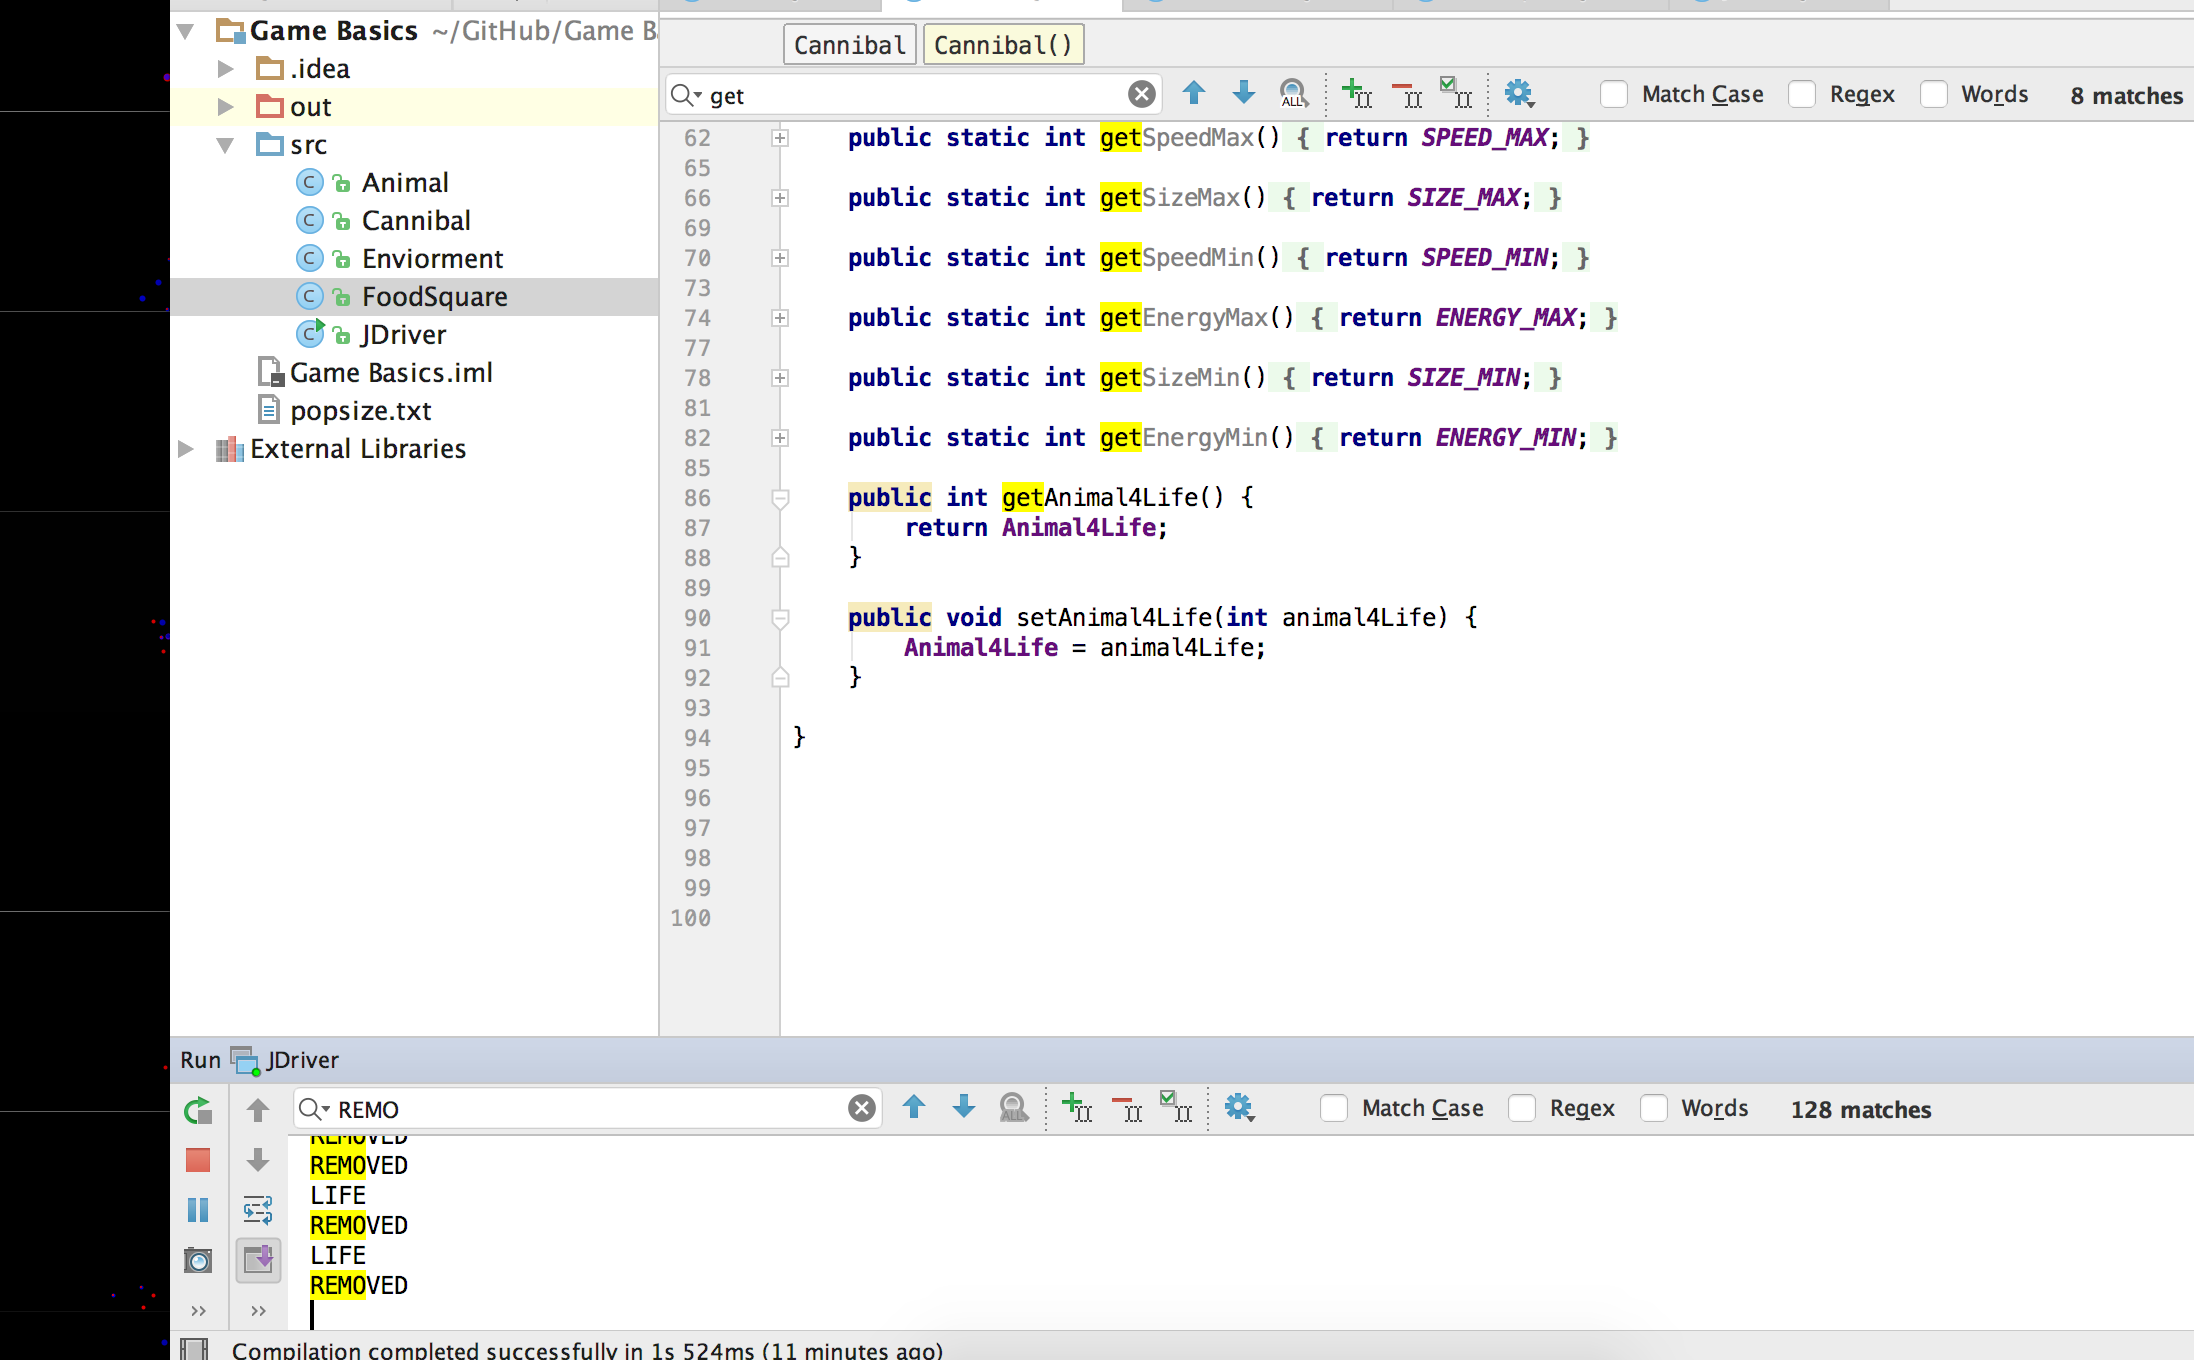 Game Basics ~/GitHub/Game B
.idea
out
src
Animal
Cannibal
Enviorment
FoodSquare
JDriver
Game Basics.iml
popsize.txt
External Libraries
Cannibal Cannibal()
get ALL Match Case Regex Words 8 matches
62 public static int getSpeedMax() { return SPEED_MAX; }
65
66 public static int getSizeMax() { return SIZE_MAX; }
69
70 public static int getSpeedMin() { return SPEED_MIN; }
73
74 public static int getEnergyMax() { return ENERGY_MAX; }
77
78 public static int getSizeMin() { return SIZE_MIN; }
81
82 public static int getEnergyMin() { return ENERGY_MIN; }
85
86 public int getAnimal4Life() {
87 return Animal4Life;
88 }
89
90 public void setAnimal4Life(int animal4Life) {
91 Animal4Life = animal4Life;
92 }
93
94 }
95
96
97
98
99
100
Run JDriver
REMO ALL Match Case Regex Words 128 matches
REMOVED
REMOVED
LIFE
REMOVED
LIFE
REMOVED
Compilation completed successfully in 1s 524ms (11 minutes ago)